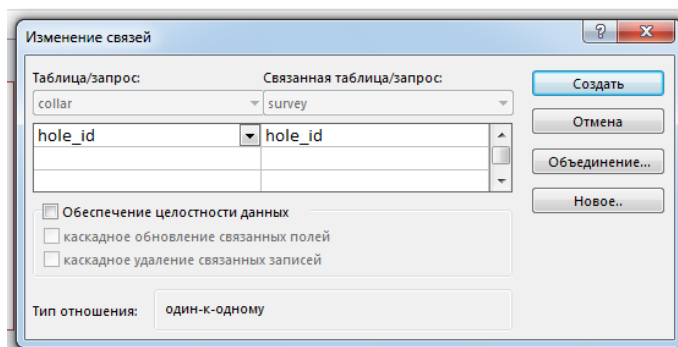 Изменение связей
Таблица/запрос: Связанная таблица/запрос:
collar survey
hole_id hole_id
Обеспечение целостности данных
каскадное обновление связанных полей
каскадное удаление связанных записей
Тип отношения: один-к-одному
Создать
Отмена
Объединение...
Новое..